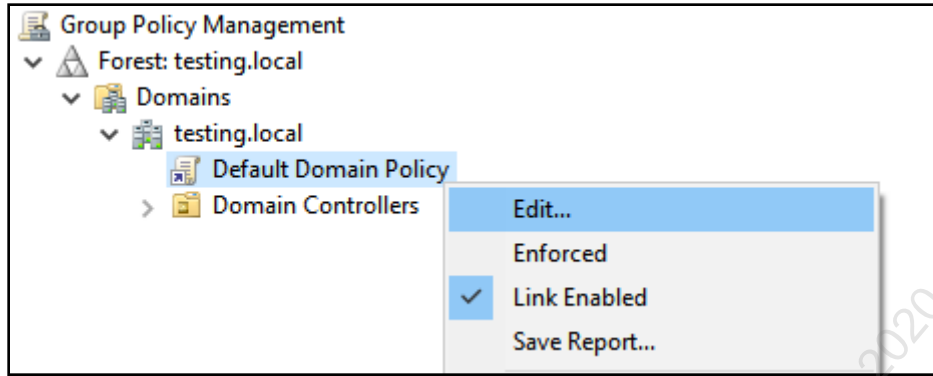 Group Policy Management
Forest: testing.local
Domains
testing.local
Default Domain Policy
Domain Controllers
Edit...
Enforced
Link Enabled
Save Report...
2020